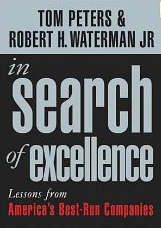 TOM PETERS &
ROBERT H. WATERMAN JR
in
search
of excellence
Lessons from
America's Best-Run Companies